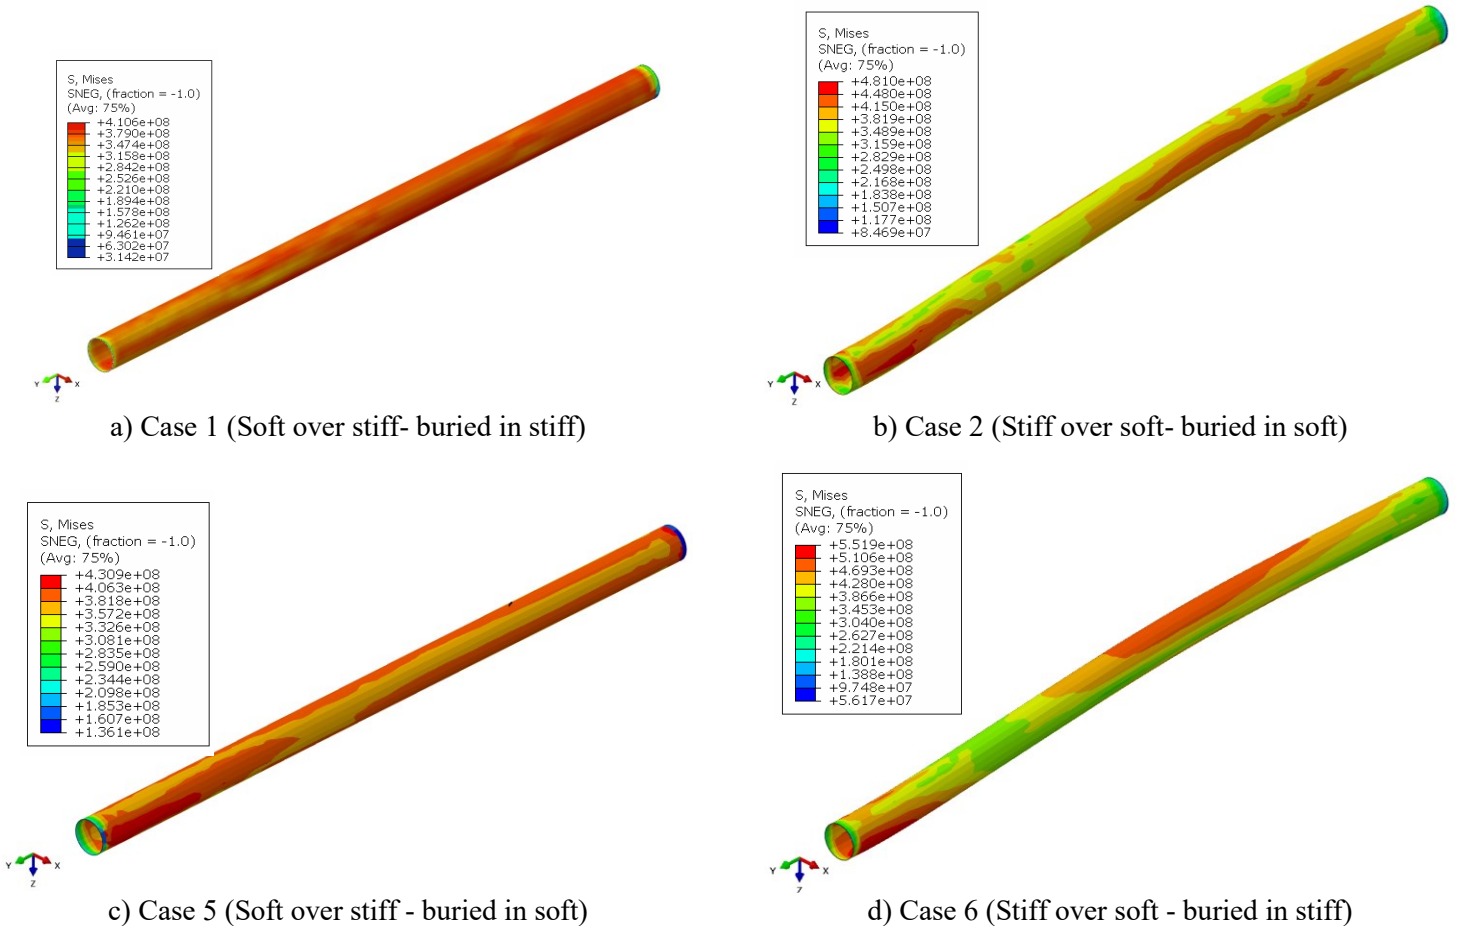 S, Mises
SNEG, (fraction = -1.0)
(Avg: 75%)
+4.106e+08
+3.790e+08
+3.474e+08
+3.158e+08
+2.842e+08
+2.526e+08
+2.210e+08
+1.894e+08
+1.578e+08
+1.262e+08
+9.461e+07
+6.302e+07
+3.142e+07
Y
X
Z
a) Case 1 (Soft over stiff- buried in stiff)
S, Mises
SNEG, (fraction = -1.0)
(Avg: 75%)
+4.810e+08
+4.480e+08
+4.150e+08
+3.819e+08
+3.489e+08
+3.159e+08
+2.829e+08
+2.498e+08
+2.168e+08
+1.838e+08
+1.507e+08
+1.177e+08
+8.469e+07
Y
X
Z
b) Case 2 (Stiff over soft- buried in soft)
S, Mises
SNEG, (fraction = -1.0)
(Avg: 75%)
+4.309e+08
+4.063e+08
+3.818e+08
+3.572e+08
+3.326e+08
+3.081e+08
+2.835e+08
+2.590e+08
+2.344e+08
+2.098e+08
+1.853e+08
+1.607e+08
+1.361e+08
Y
X
Z
c) Case 5 (Soft over stiff - buried in soft)
S, Mises
SNEG, (fraction = -1.0)
(Avg: 75%)
+5.519e+08
+5.106e+08
+4.693e+08
+4.280e+08
+3.866e+08
+3.453e+08
+3.040e+08
+2.627e+08
+2.214e+08
+1.801e+08
+1.388e+08
+9.748e+07
+5.617e+07
Y
X
Z
d) Case 6 (Stiff over soft - buried in stiff)